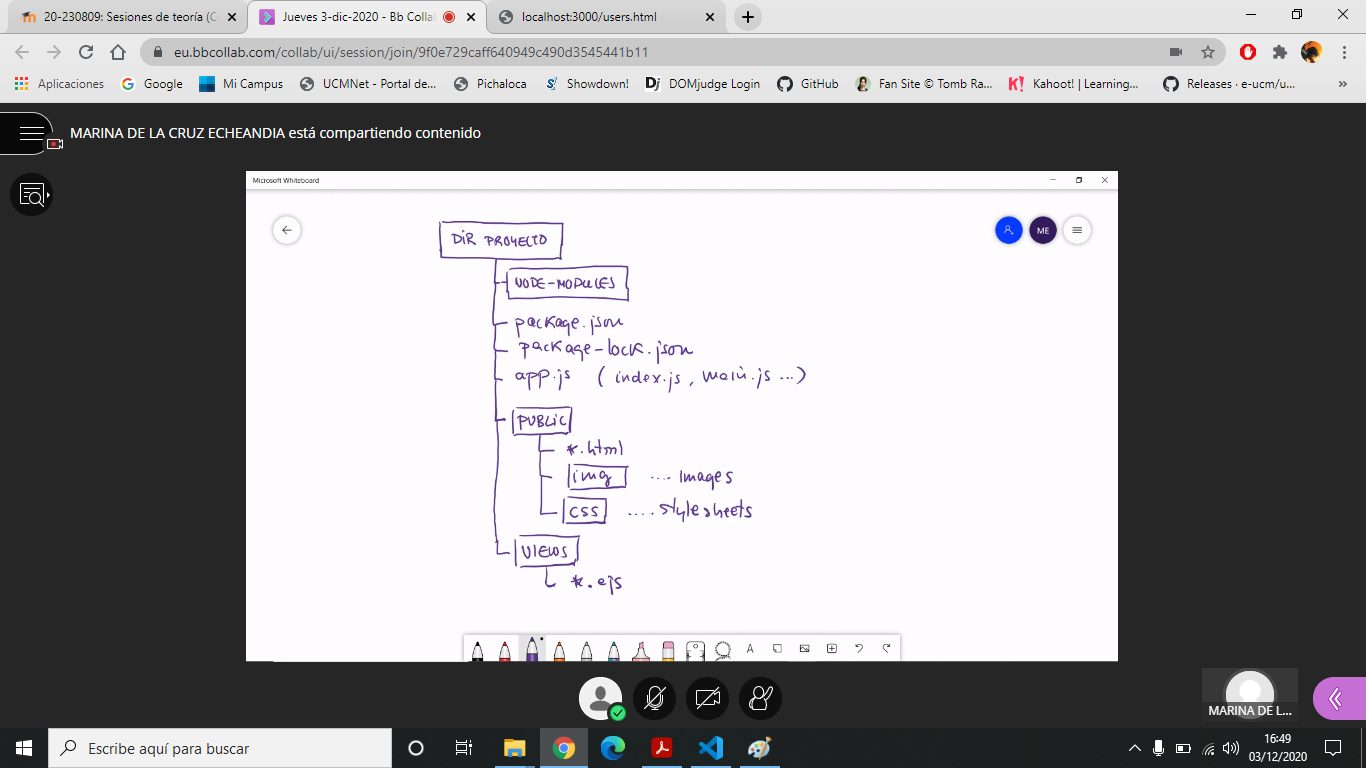 20-230809: Sesiones de teoría (C
Jueves 3-dic-2020 - Bb Colla
localhost:3000/users.html
eu.bbcollab.com/collab/ui/session/join/9f0e729caff640949c490d3545441b11
Aplicaciones
Google
Mi Campus
UCMNet - Portal de...
Pichaloca
Showdown!
DOMjudge Login
GitHub
Fan Site © Tomb Ra...
Kahoot! | Learning...
Releases · e-ucm/u...
MARINA DE LA CRUZ ECHEANDIA está compartiendo contenido
Microsoft Whiteboard
ME
DIR PROYECTO
NODE-MODULES
package.json
package-lock.json
app.js (index.js, main.js ...)
PUBLIC
*.html
img .... images
css .... stylesheets
VIEWS
*.ejs
MARINA DE L...
Escribe aquí para buscar
16:49
03/12/2020